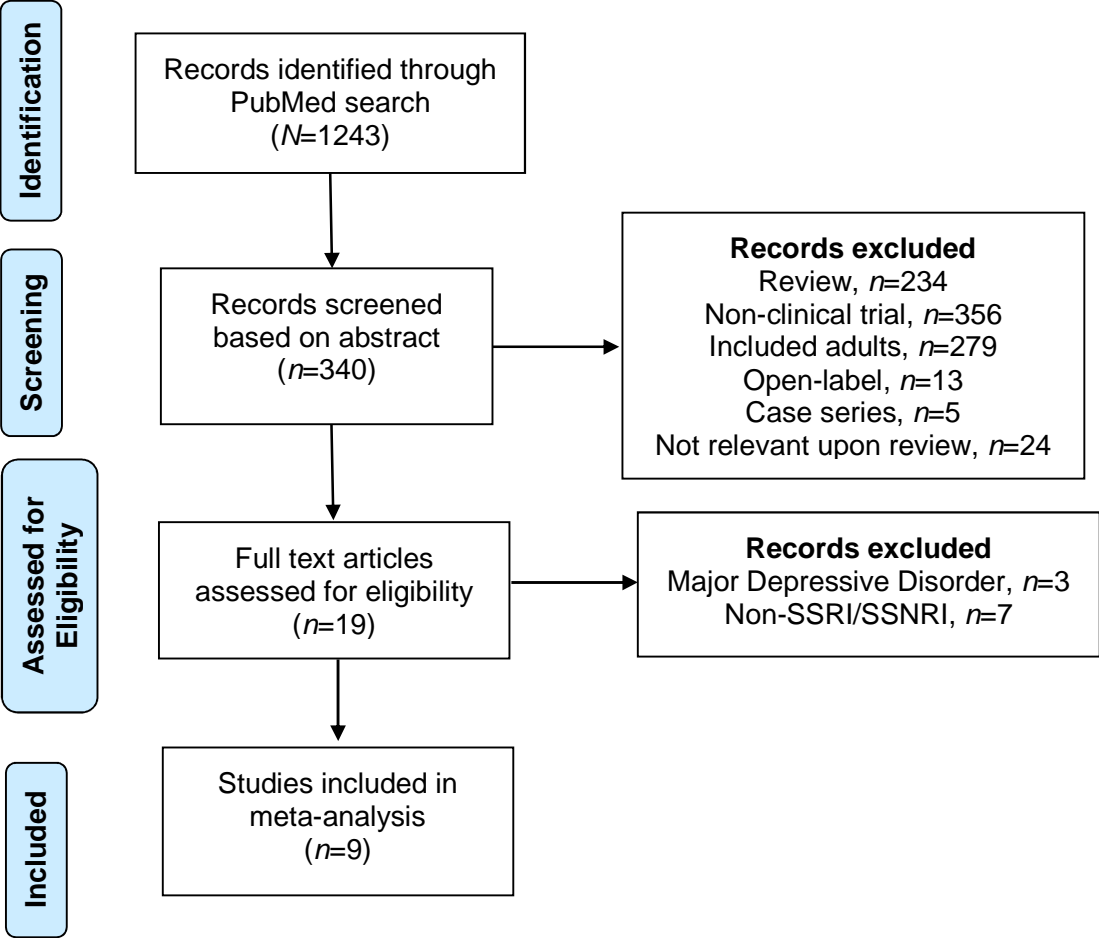 Identification
Records identified through
PubMed search
(N=1243)
Screening
Records screened
based on abstract
(n=340)
Records excluded
Review, n=234
Non-clinical trial, n=356
Included adults, n=279
Open-label, n=13
Case series, n=5
Not relevant upon review, n=24
Assessed for
Eligibility
Full text articles
assessed for eligibility
(n=19)
Records excluded
Major Depressive Disorder, n=3
Non-SSRI/SSNRI, n=7
Included
Studies included in
meta-analysis
(n=9)